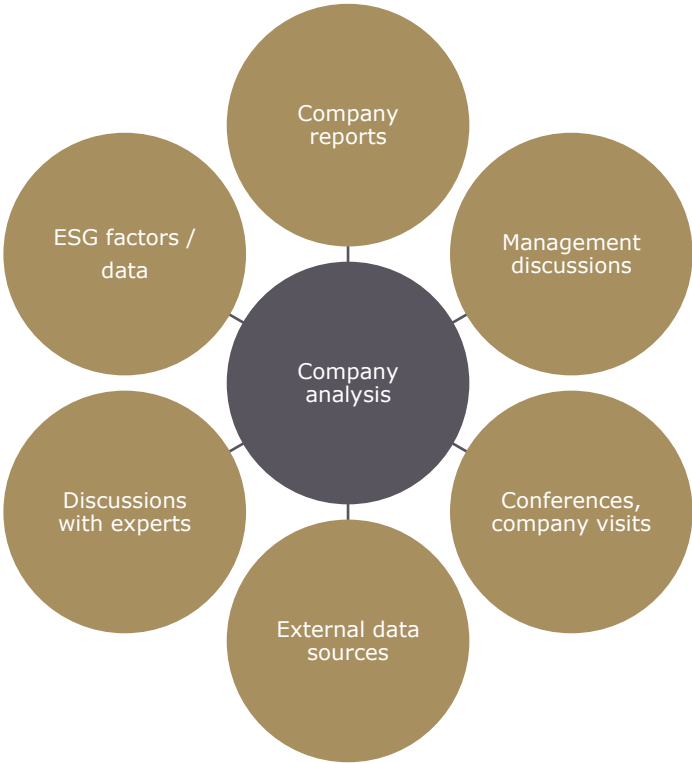 Company
reports
ESG factors /
data
Management
discussions
Company
analysis
Discussions
with experts
Conferences,
company visits
External data
sources